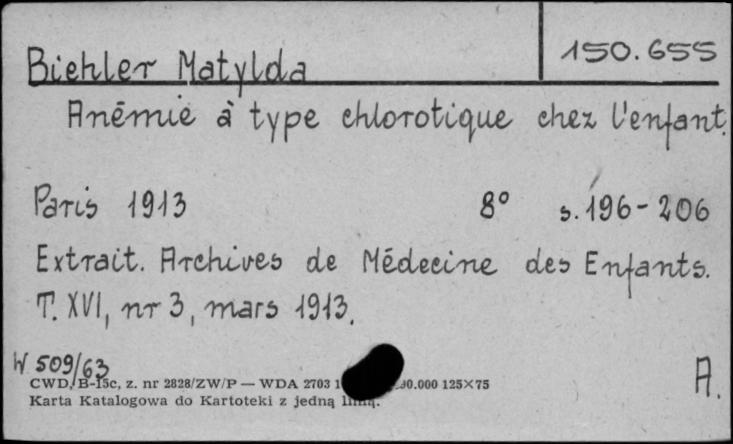 Biehler Matylda 150.655
Anémie à type chlorotique chez l'enfant.
Paris 1913 8° s. 196-206
Extrait. Archives de Médecine des Enfants.
T. XVI, nr 3, mars 1913.
W 509/63
CWD, B-15c, z. nr 2828/ZW/P — WDA 2703 125×75
Karta Katalogowa do Kartoteki z jedną linią.
A.